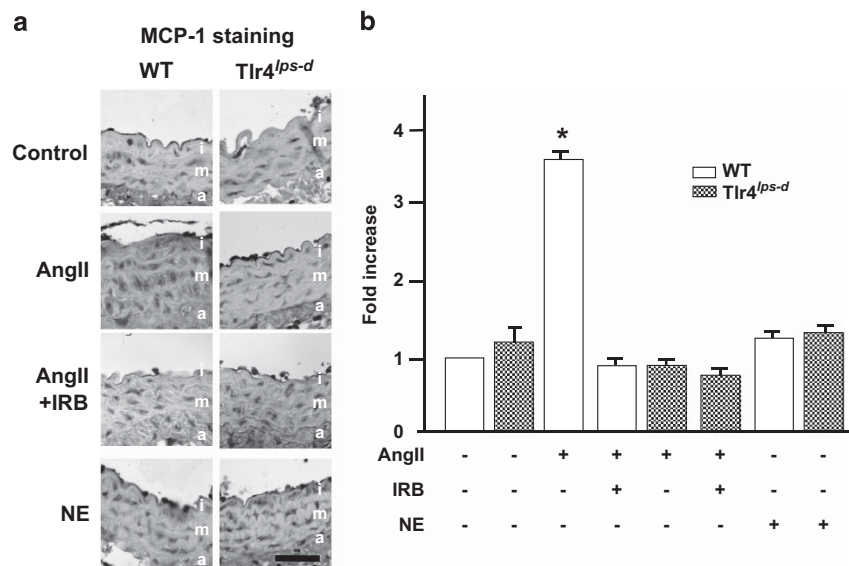 a
MCP-1 staining
WT Tlr4lps-d
Control
i
m
a
i
m
a
AngII
i
m
a
i
m
a
AngII
+IRB
i
m
a
i
m
a
NE
i
m
a
i
m
a
b
Fold increase
4
3
2
1
0
*
WT
Tlr4lps-d
AngII - - + + + + - -
IRB - - - + - + - -
NE - - - - - - + +